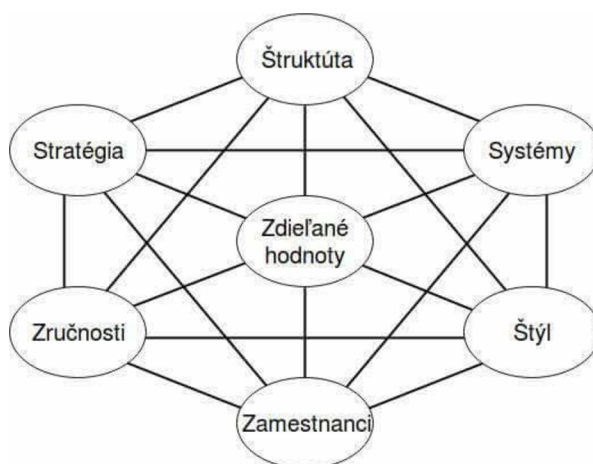 Štruktúta
Stratégia
Systémy
Zdieľané
hodnoty
Zručnosti
Štýl
Zamestnanci